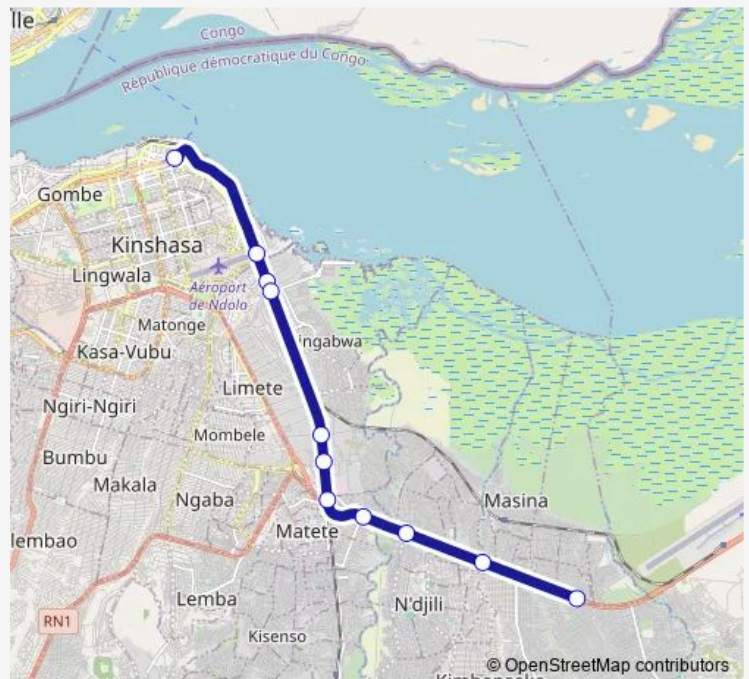 lle
Congo
République démocratique du Congo
Gombe
Kinshasa
Lingwala
Aéroport
de Ndolo
Matonge
Kasa-Vubu
Ingabwa
Limete
Ngiri-Ngiri
Mombele
Bumbu
Makala
Ngaba
Masina
lembao
Matete
Lemba
N'djili
RN1
Kisenso
© OpenStreetMap contributors